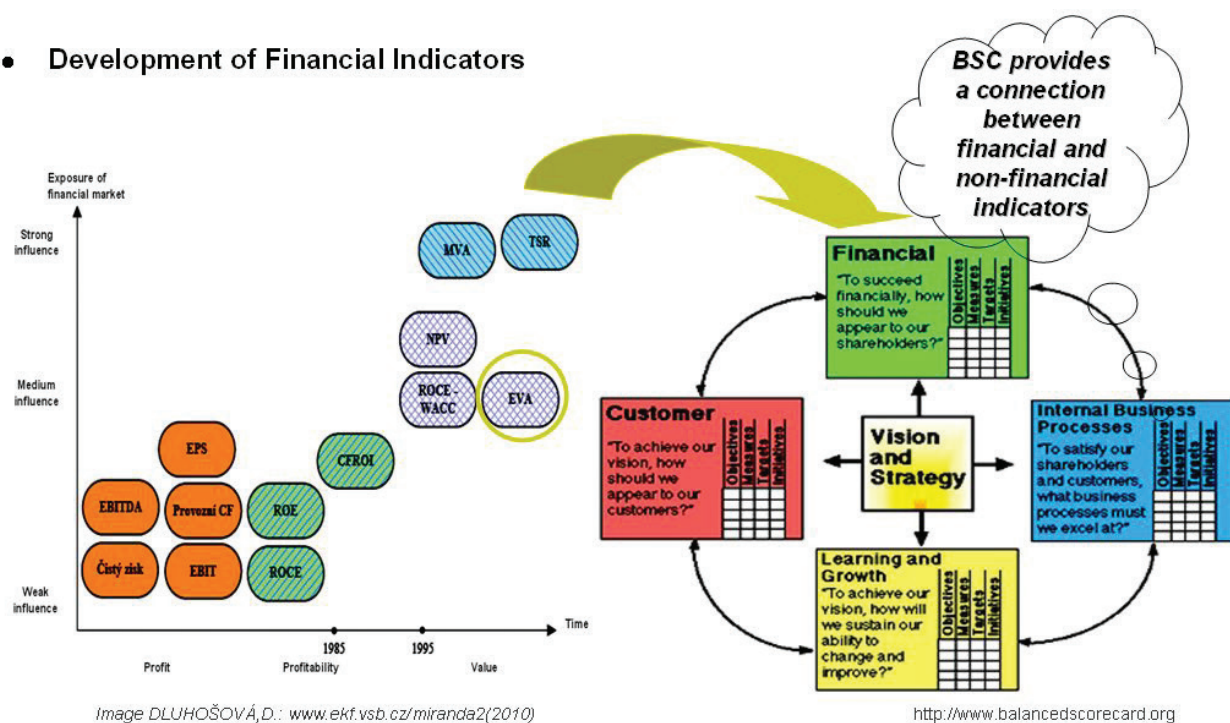 • Development of Financial Indicators
BSC provides
a connection
between
financial and
non-financial
indicators
Exposure of
financial market
Strong
influence
Medium
influence
Weak
influence
MVA
TSR
NPV
ROCE -
WACC
EVA
EPS
CFROI
EBITDA
Provozní CF
ROE
Čistý zisk
EBIT
ROCE
Time
1985
1995
Profit
Profitability
Value
Financial
"To succeed
financially, how
should we
appear to our
shareholders?"
Objectives
Measures
Targets
Initiatives
Customer
"To achieve our
vision, how
should we
appear to our
customers?"
Objectives
Measures
Targets
Initiatives
Vision
and
Strategy
Internal Business
Processes
"To satisfy our
shareholders
and customers,
what business
processes must
we excel at?"
Objectives
Measures
Targets
Initiatives
Learning and
Growth
"To achieve our
vision, how will
we sustain our
ability to
change and
improve?"
Objectives
Measures
Targets
Initiatives
Image DLUHOŠOVÁ,D.: www.ekf.vsb.cz/miranda2(2010)
http://www.balancedscorecard.org